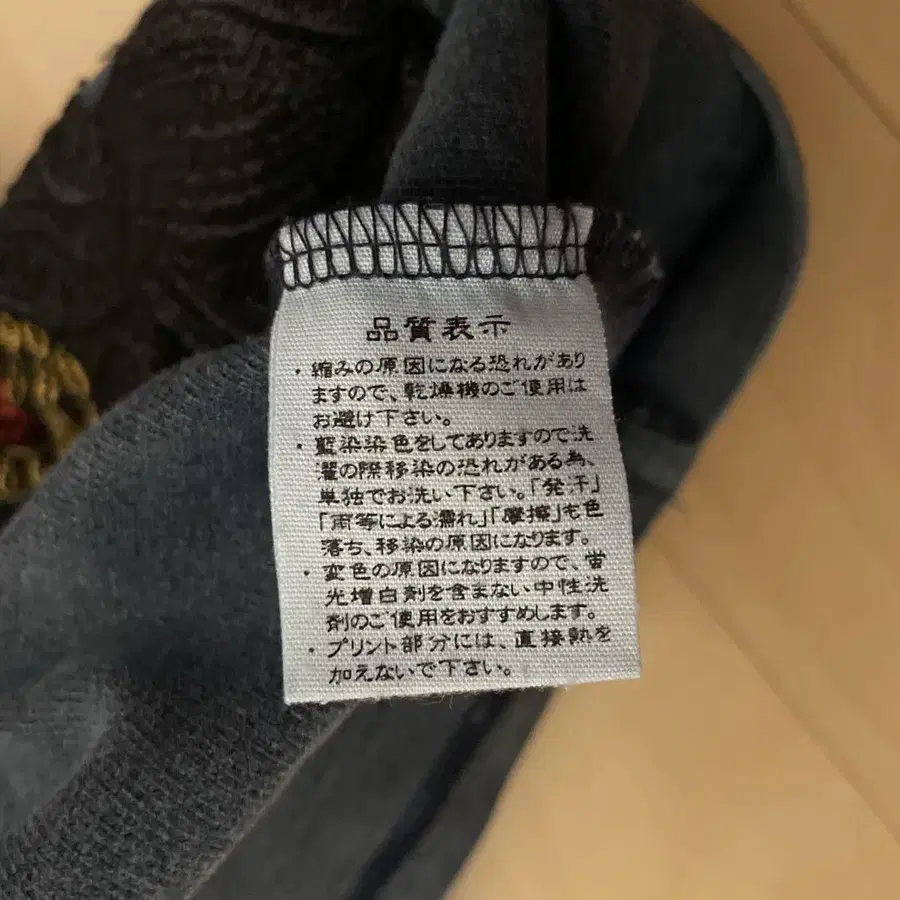 品質表示
・縮みの原因になる恐れがあり
ますので、乾燥機のご使用は
お避け下さい。
・藍染染色をしてありますので洗
濯の際移染の恐れがある為、
単独でお洗い下さい。「発汗」
「雨等による濡れ」「摩擦」も色
落ち、移染の原因になります。
・変色の原因になりますので、蛍
光増白剤を含まない中性洗
剤のご使用をおすすめします。
・プリント部分には、直接熱を
加えないで下さい。